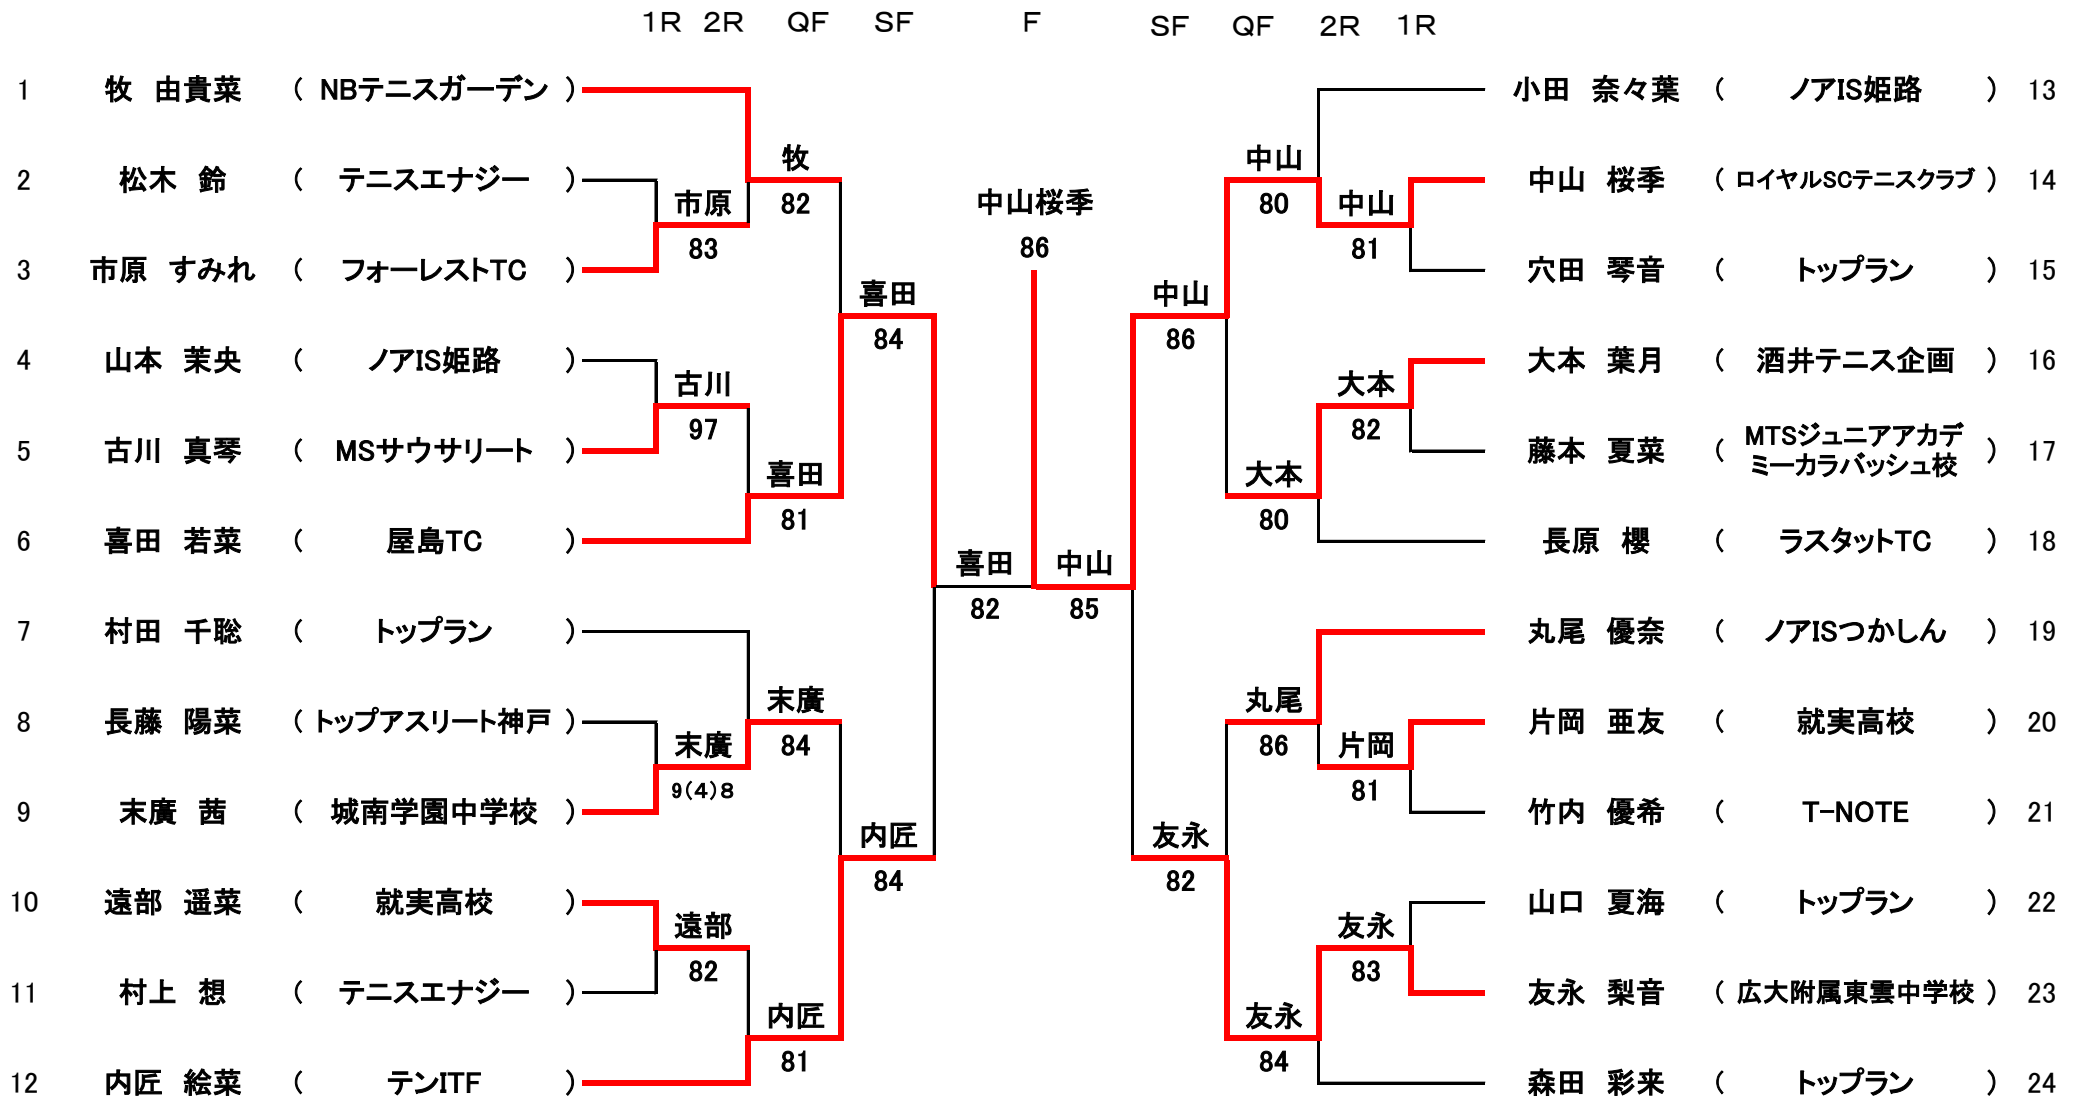 1R 2R QF SF F SF QF 2R 1R
1 牧 由貴菜 ( NBテニスガーデン )
2 松木 鈴 ( テニスエナジー )
3 市原 すみれ ( フォーレストTC )
4 山本 茉央 ( ノアIS姫路 )
5 古川 真琴 ( MSサウサリート )
6 喜田 若菜 ( 屋島TC )
7 村田 千聡 ( トップラン )
8 長藤 陽菜 ( トップアスリート神戸 )
9 末廣 茜 ( 城南学園中学校 )
10 遠部 遥菜 ( 就実高校 )
11 村上 想 ( テニスエナジー )
12 内匠 絵菜 ( テンITF )
市原
83
古川
97
末廣
9(4)8
遠部
82
牧
82
喜田
81
末廣
84
内匠
81
喜田
84
内匠
84
喜田
82
中山桜季
86
中山
85
中山
86
友永
82
中山
80
大本
80
丸尾
86
友永
84
中山
81
大本
82
片岡
81
友永
83
小田 奈々葉 ( ノアIS姫路 ) 13
中山 桜季 ( ロイヤルSCテニスクラブ ) 14
穴田 琴音 ( トップラン ) 15
大本 葉月 ( 酒井テニス企画 ) 16
藤本 夏菜 ( MTSジュニアアカデ
ミーカラバッシュ校 ) 17
長原 櫻 ( ラスタットTC ) 18
丸尾 優奈 ( ノアISつかしん ) 19
片岡 亜友 ( 就実高校 ) 20
竹内 優希 ( T-NOTE ) 21
山口 夏海 ( トップラン ) 22
友永 梨音 ( 広大附属東雲中学校 ) 23
森田 彩来 ( トップラン ) 24